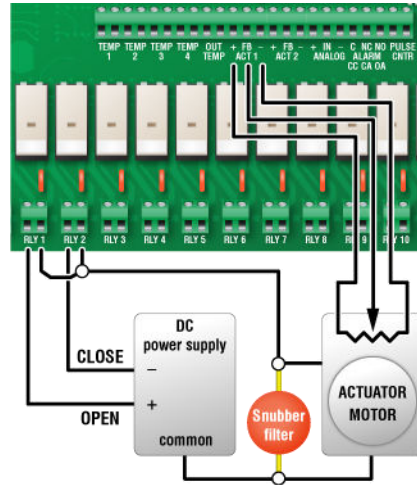 TEMP TEMP TEMP TEMP OUT + FB – + FB – + IN – C NC NO PULSE
1 2 3 4 TEMP ACT 1 ACT 2 ANALOG ALARM CNTR
CC CA OA
RLY 1 RLY 2 RLY 3 RLY 4 RLY 5 RLY 6 RLY 7 RLY 8 RLY 9 RLY 10
DC
power supply
CLOSE –
OPEN +
common
Snubber
filter
ACTUATOR
MOTOR